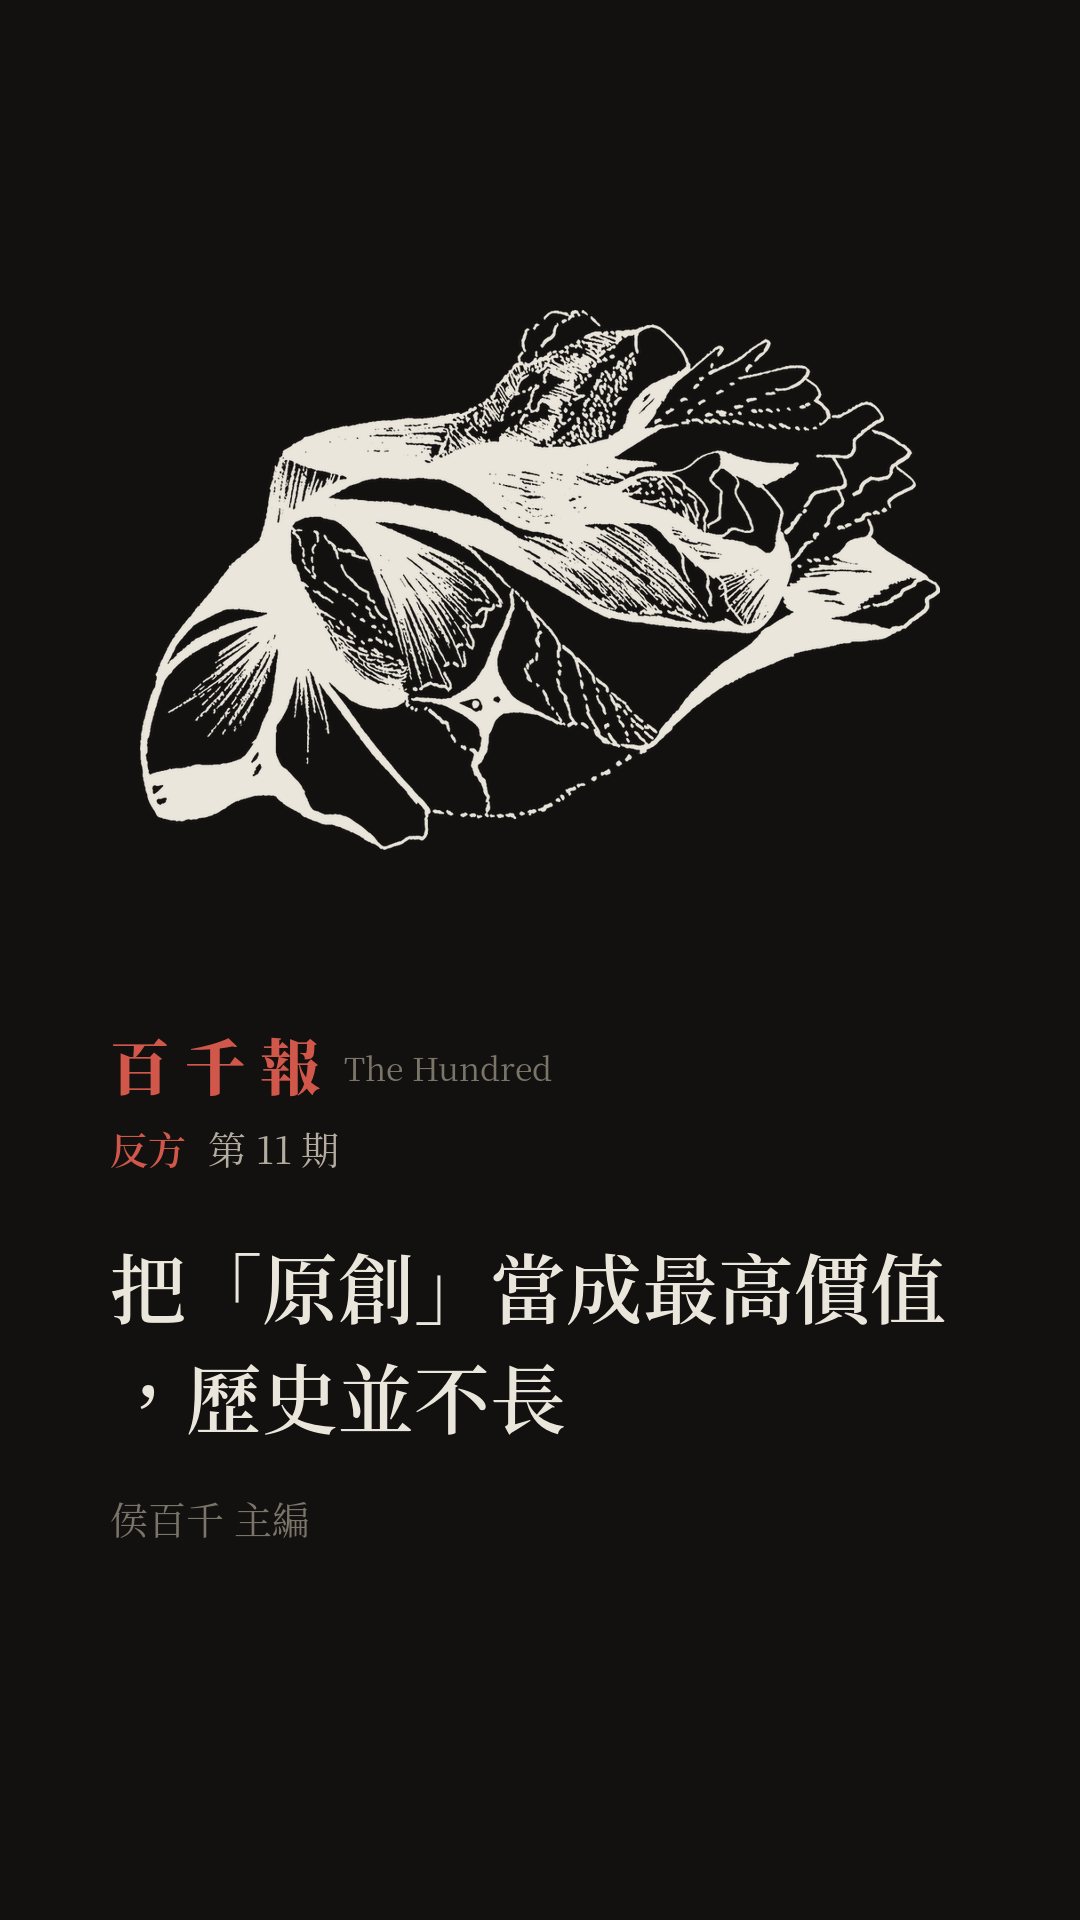 百千報 The Hundred
反方 第 11 期
把「原創」當成最高價值
，歷史並不長
侯百千 主編